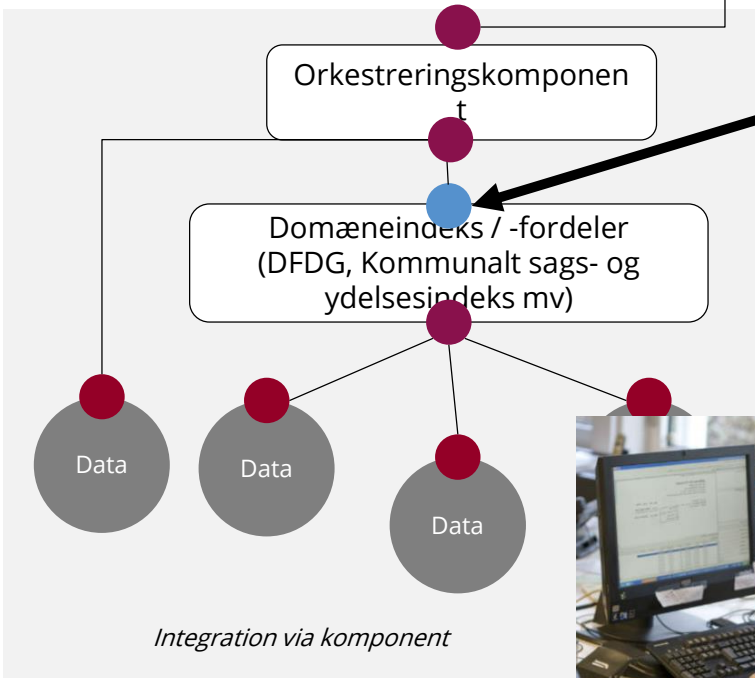 Orkestreringskomponen
t
Domæneindeks / -fordeler
(DFDG, Kommunalt sags- og
ydelsesindeks mv)
Data
Data
Data
Integration via komponent